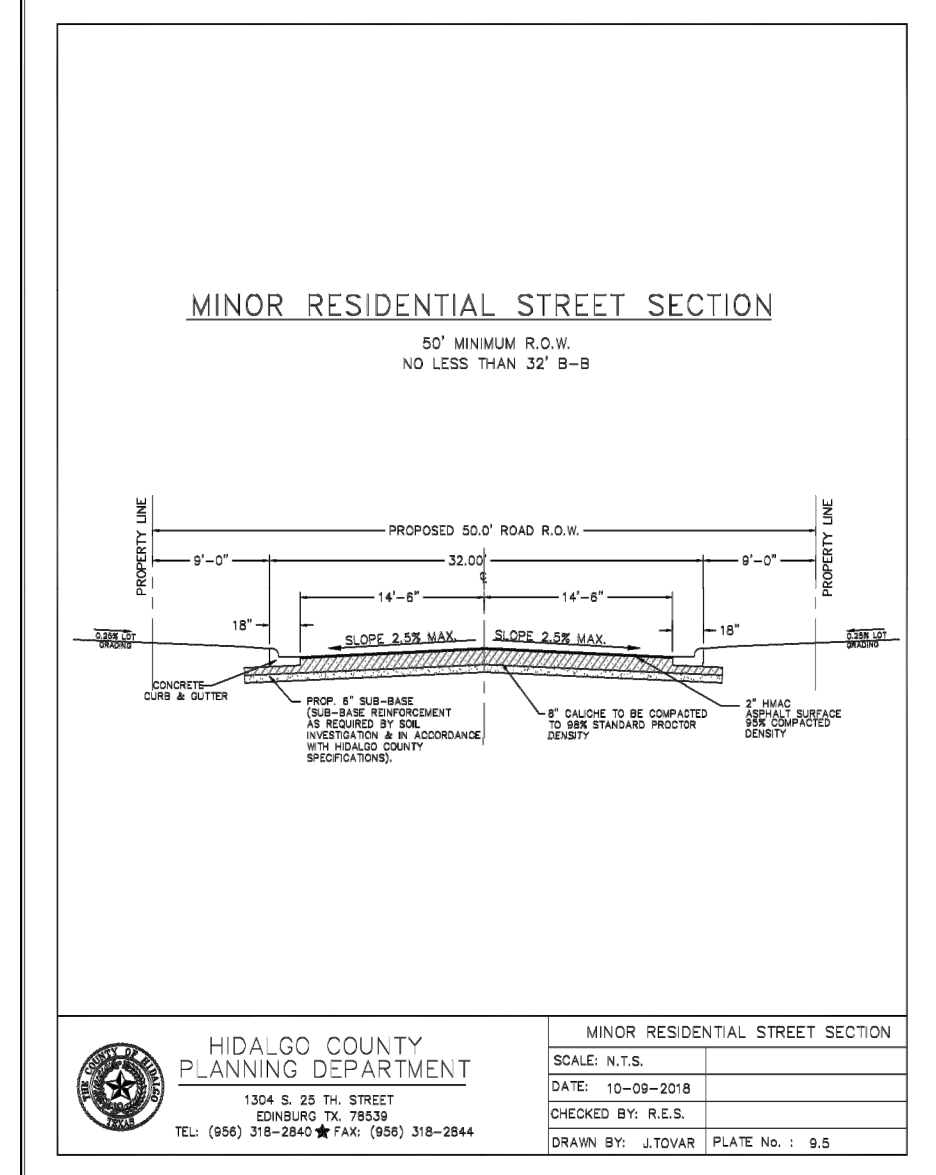 MINOR RESIDENTIAL STREET SECTION
50' MINIMUM R.O.W.
NO LESS THAN 32' B-B
PROPERTY LINE
PROPOSED 50.0' ROAD R.O.W.
PROPERTY LINE
9'-0"
32.00'
9'-0"
℄
14'-6"
14'-6"
18"
18"
SLOPE 2.5% MAX.
SLOPE 2.5% MAX.
0.25% LOT
GRADING
0.25% LOT
GRADING
CONCRETE
CURB & GUTTER
PROP. 6" SUB-BASE
(SUB-BASE REINFORCEMENT
AS REQUIRED BY SOIL
INVESTIGATION & IN ACCORDANCE
WITH HIDALGO COUNTY
SPECIFICATIONS).
8" CALICHE TO BE COMPACTED
TO 98% STANDARD PROCTOR
DENSITY
2" HMAC
ASPHALT SURFACE
95% COMPACTED
DENSITY
THE COUNTY OF HIDALGO
TEXAS
HIDALGO COUNTY
PLANNING DEPARTMENT
1304 S. 25 TH. STREET
EDINBURG TX. 78539
TEL: (956) 318-2840 ★ FAX: (956) 318-2844
MINOR RESIDENTIAL STREET SECTION
SCALE: N.T.S.
DATE: 10-09-2018
CHECKED BY: R.E.S.
DRAWN BY: J.TOVAR
PLATE No. : 9.5